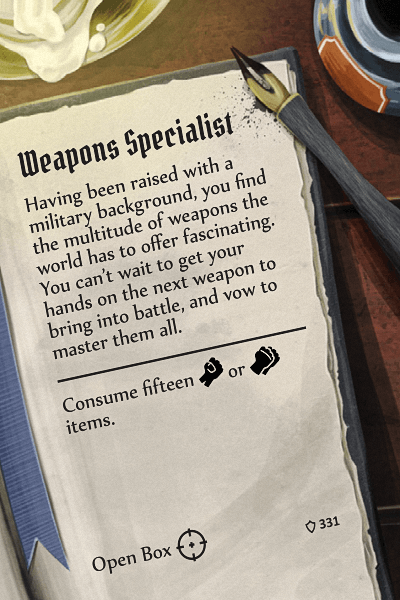 Weapons Specialist
Having been raised with a
military background, you find
the multitude of weapons the
world has to offer fascinating.
You can't wait to get your
hands on the next weapon to
bring into battle, and vow to
master them all.
Consume fifteen or
items.
Open Box
331